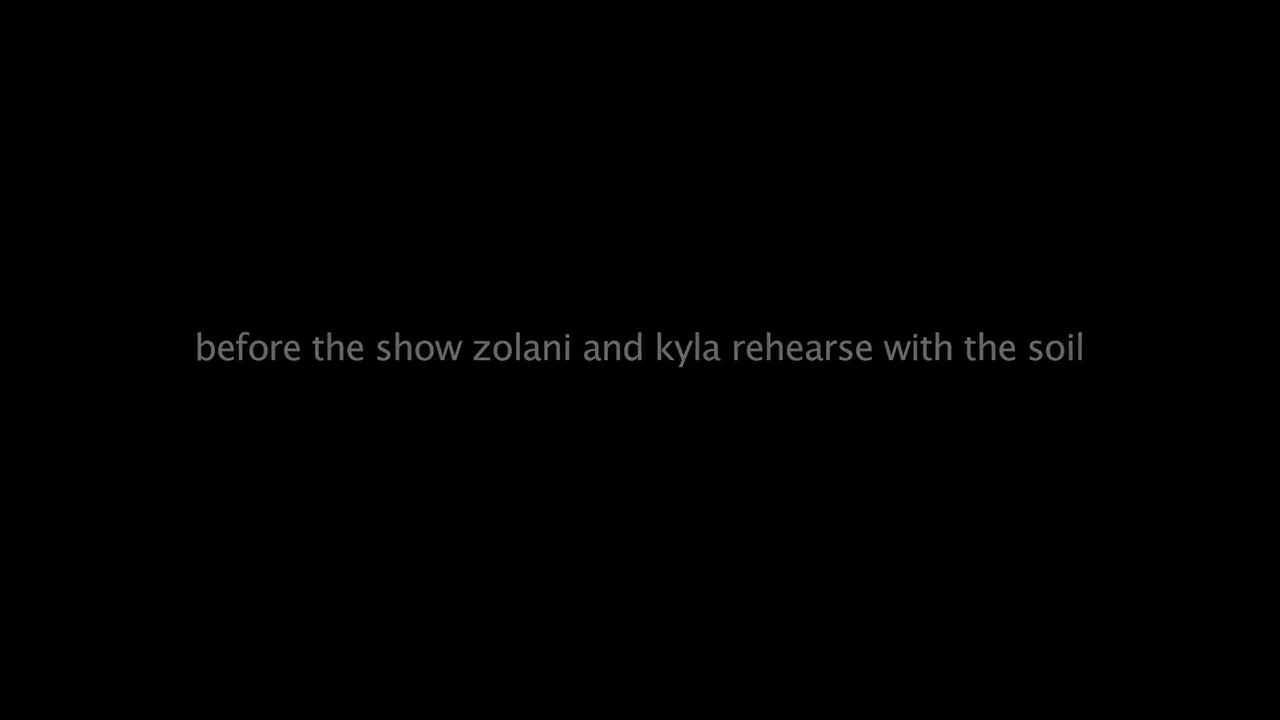 before the show zolani and kyla rehearse with the soil